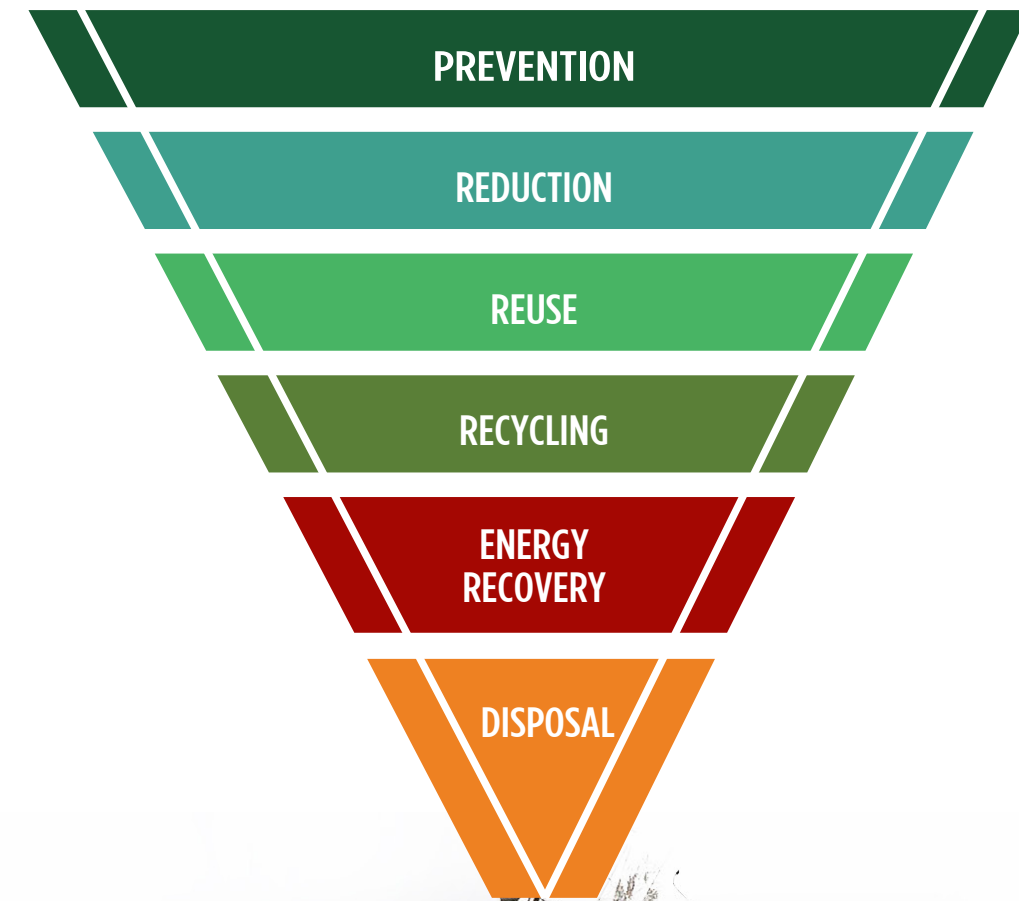 PREVENTION
REDUCTION
REUSE
RECYCLING
ENERGY
RECOVERY
DISPOSAL